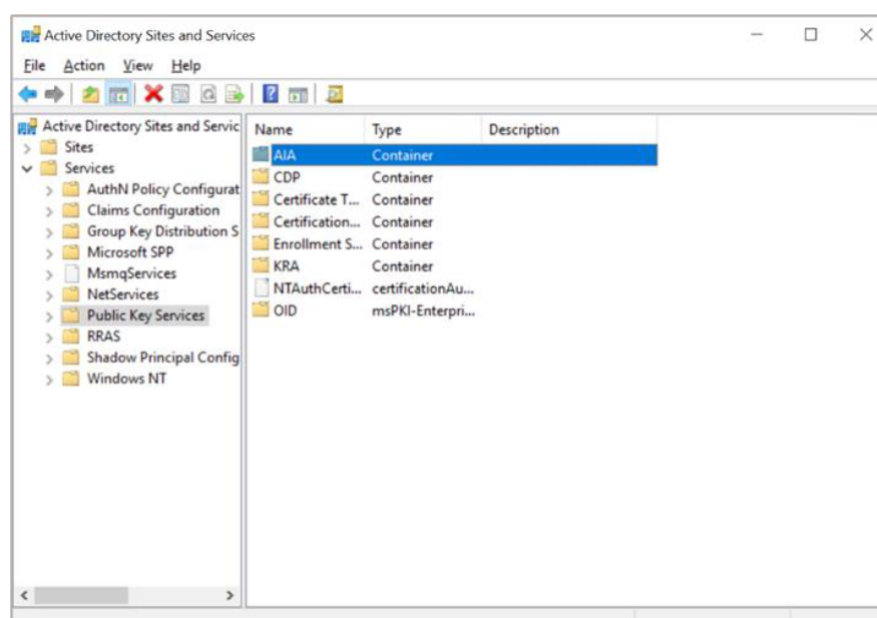 Active Directory Sites and Services
File Action View Help
Active Directory Sites and Servic
Sites
Services
AuthN Policy Configurat
Claims Configuration
Group Key Distribution S
Microsoft SPP
MsmqServices
NetServices
Public Key Services
RRAS
Shadow Principal Config
Windows NT
Name Type Description
AIA Container
CDP Container
Certificate T... Container
Certification... Container
Enrollment S... Container
KRA Container
NTAuthCerti... certificationAu...
OID msPKI-Enterpri...